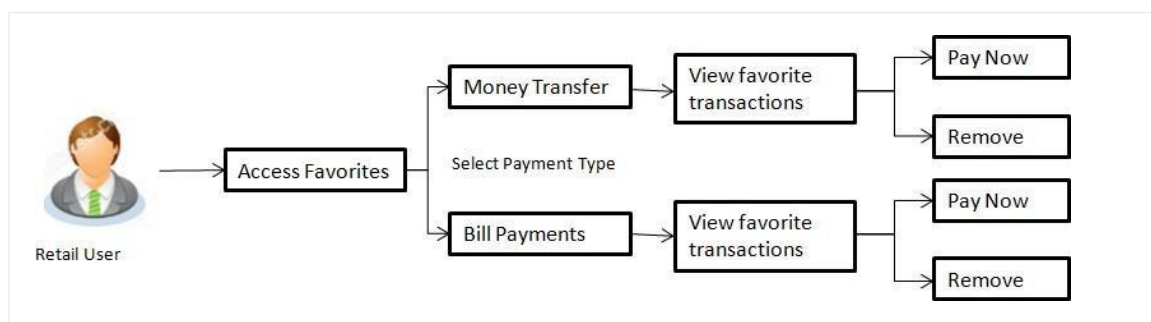 Retail User
Access Favorites
Select Payment Type
Money Transfer
View favorite
transactions
Pay Now
Remove
Bill Payments
View favorite
transactions
Pay Now
Remove